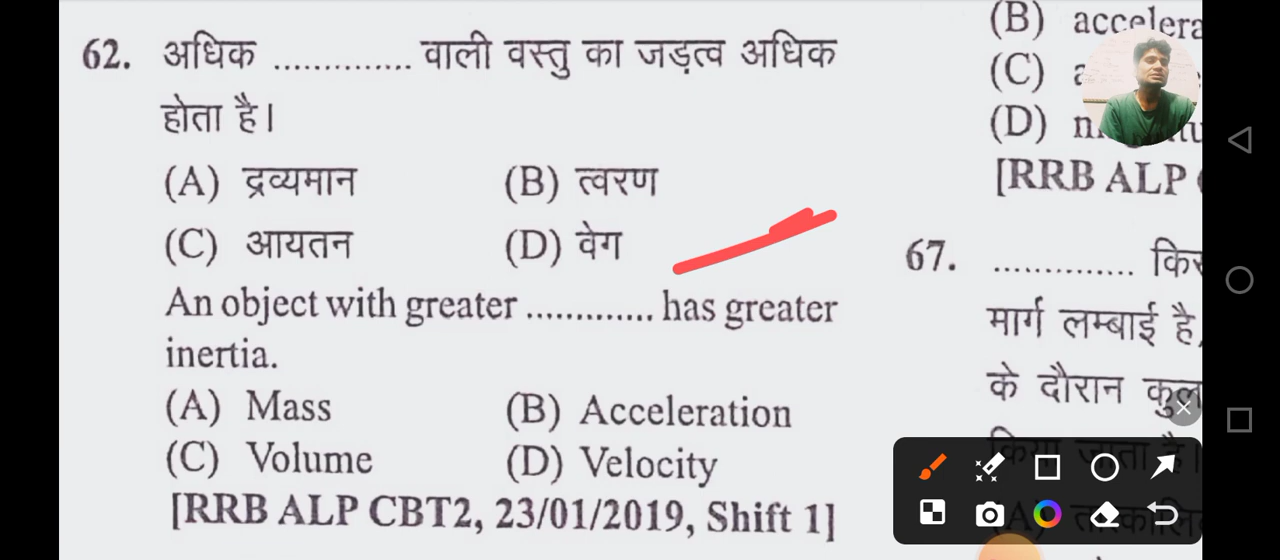 62. अधिक .............. वाली वस्तु का जड़त्व अधिक
होता है।
(A) द्रव्यमान (B) त्वरण
(C) आयतन (D) वेग
An object with greater ............. has greater
inertia.
(A) Mass (B) Acceleration
(C) Volume (D) Velocity
[RRB ALP CBT2, 23/01/2019, Shift 1]
(B)
(C)
(D)
[RRB ALP
67. ..............
मार्ग लम्बाई है,
के दौरान कुल
किया जाता है।
(A)